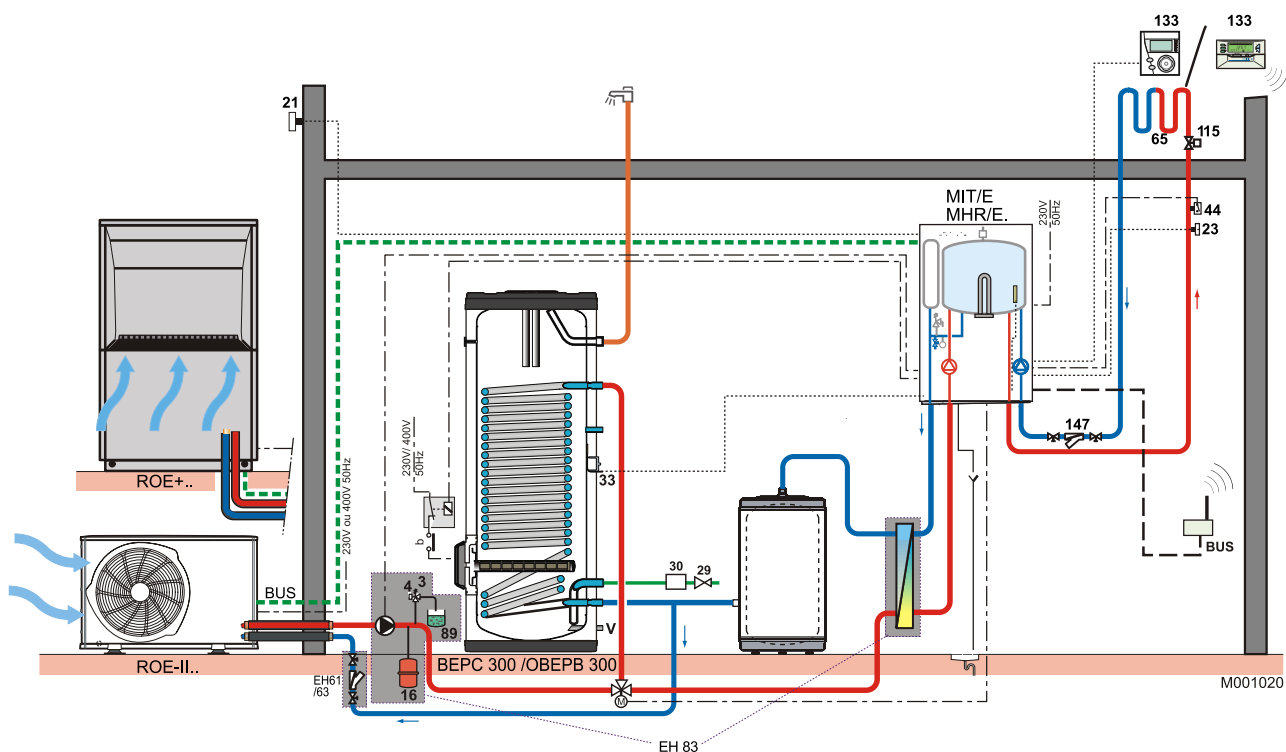 133
133
21
115
65
MIT/E
MHR/E.
230V
50Hz
44
23
147
230V/ 400V
50Hz
33
ROE+..
230V ou 400V 50Hz
b
BUS
30
29
BUS
3
4
89
V
16
BEPC 300 /OBEPB 300
ROE-II..
EH61
/63
M
M001020
EH 83